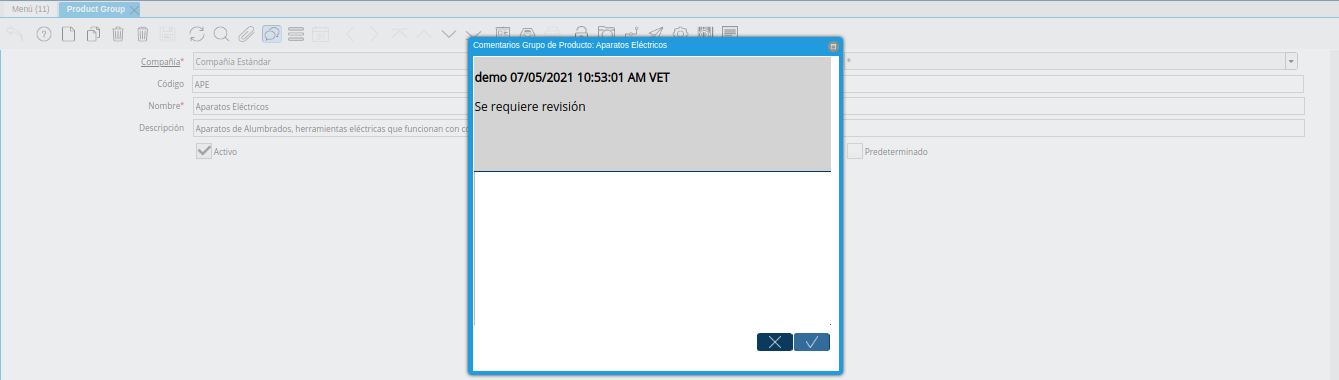 Menú (11)
Product Group
Comentarios Grupo de Producto: Aparatos Eléctricos
Compañía*
Compañía Estándar
*
demo 07/05/2021 10:53:01 AM VET
Código
APE
Nombre*
Aparatos Eléctricos
Se requiere revisión
Descripción
Aparatos de Alumbrados, herramientas eléctricas que funcionan con
Activo
Predeterminado